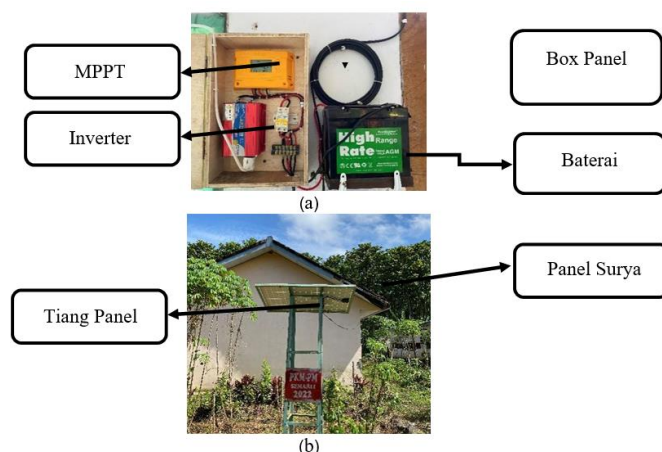 MPPT
Box Panel
Inverter
High Range
Rate AGM
Baterai
(a)
Panel Surya
Tiang Panel
PKM-PM
2022
(b)